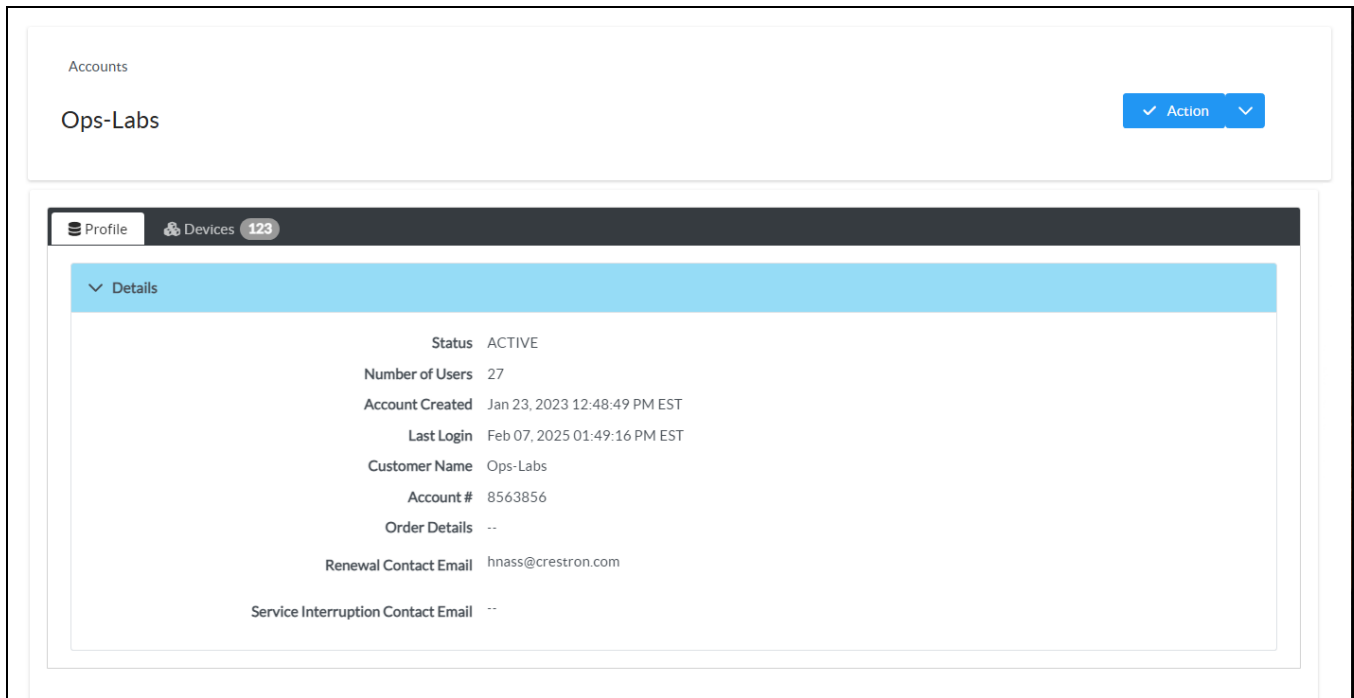 Accounts
Ops-Labs
Action
Profile
Devices 123
Details
Status ACTIVE
Number of Users 27
Account Created Jan 23, 2023 12:48:49 PM EST
Last Login Feb 07, 2025 01:49:16 PM EST
Customer Name Ops-Labs
Account # 8563856
Order Details --
Renewal Contact Email hnass@crestron.com
Service Interruption Contact Email --